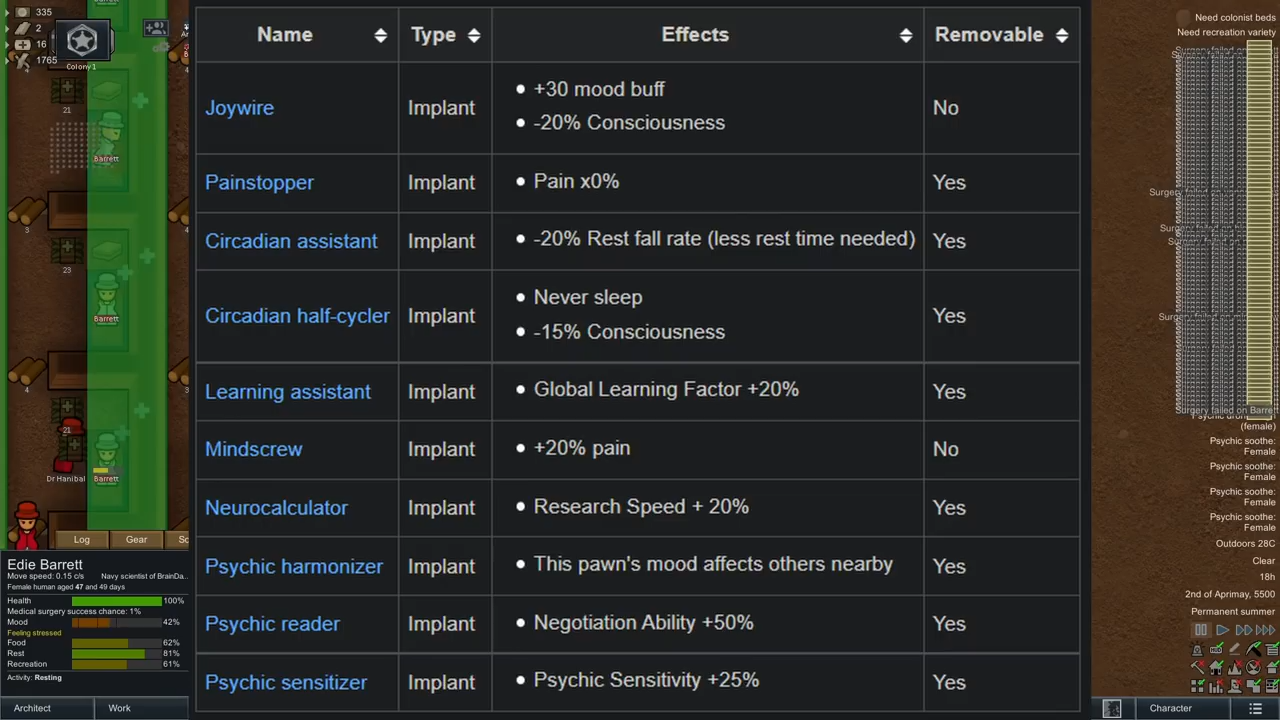 335
2
16
1765
Colony1
21
Barrett
3
23
Barrett
4
21
Dr Hanibal
Barrett
Log
Gear
Edie Barrett
Move speed: 0.15 c/s
Navy scientist of BrainDa..
Female human aged 47 and 49 days
Health
100%
Medical surgery success chance: 1%
Mood
42%
Feeling stressed
Food
62%
Rest
81%
Recreation
61%
Activity: Resting
Architect
Work
Name
Type
Effects
Removable
Joywire
Implant
+30 mood buff
-20% Consciousness
No
Painstopper
Implant
Pain x0%
Yes
Circadian assistant
Implant
-20% Rest fall rate (less rest time needed)
Yes
Circadian half-cycler
Implant
Never sleep
-15% Consciousness
Yes
Learning assistant
Implant
Global Learning Factor +20%
Yes
Mindscrew
Implant
+20% pain
No
Neurocalculator
Implant
Research Speed + 20%
Yes
Psychic harmonizer
Implant
This pawn's mood affects others nearby
Yes
Psychic reader
Implant
Negotiation Ability +50%
Yes
Psychic sensitizer
Implant
Psychic Sensitivity +25%
Yes
Need colonist beds
Need recreation variety
Surgery failed on Barrett
(female)
Psychic soothe:
Female
Psychic soothe:
Female
Psychic soothe:
Female
Psychic soothe:
Female
Outdoors 28C
Clear
18h
2nd of Aprimay, 5500
Permanent summer
Character